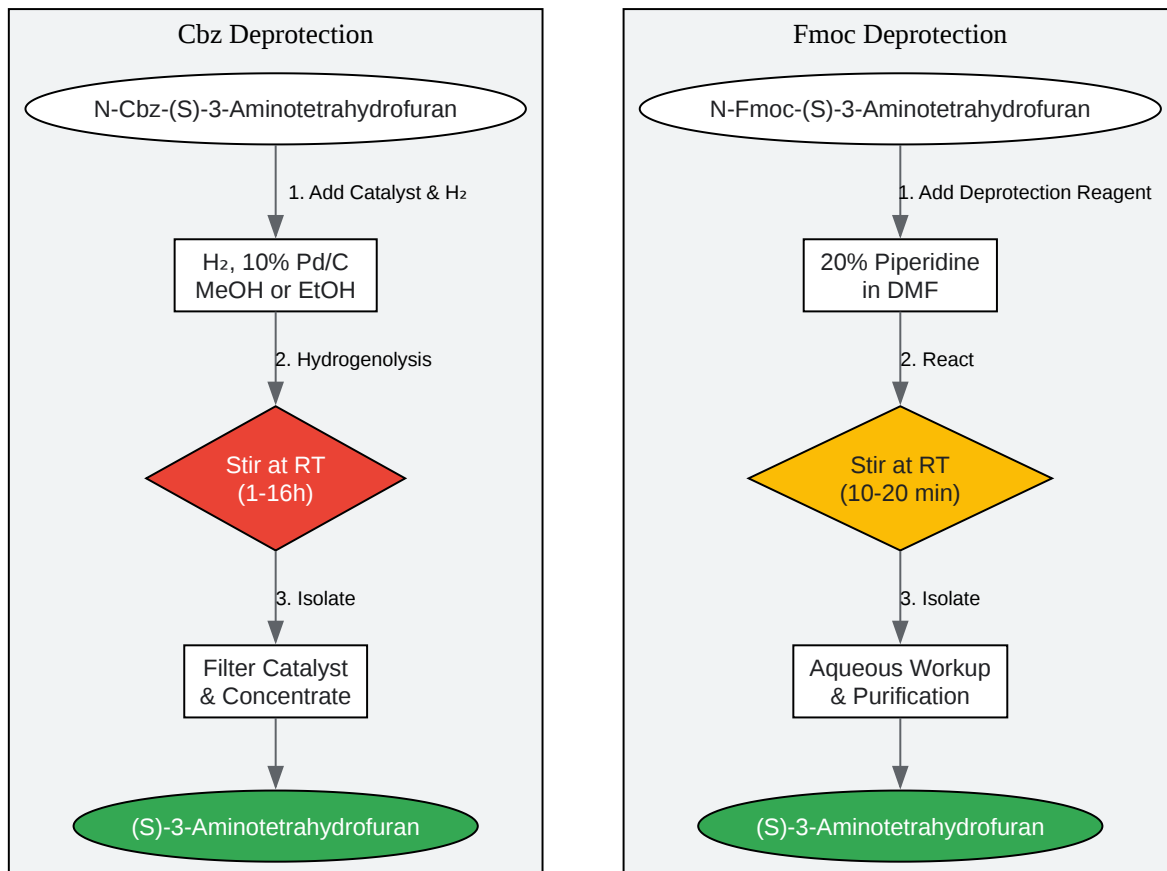 Cbz Deprotection
N-Cbz-(S)-3-Aminotetrahydrofuran
1. Add Catalyst & H₂
H₂, 10% Pd/C
MeOH or EtOH
2. Hydrogenolysis
Stir at RT
(1-16h)
3. Isolate
Filter Catalyst
& Concentrate
(S)-3-Aminotetrahydrofuran
Fmoc Deprotection
N-Fmoc-(S)-3-Aminotetrahydrofuran
1. Add Deprotection Reagent
20% Piperidine
in DMF
2. React
Stir at RT
(10-20 min)
3. Isolate
Aqueous Workup
& Purification
(S)-3-Aminotetrahydrofuran